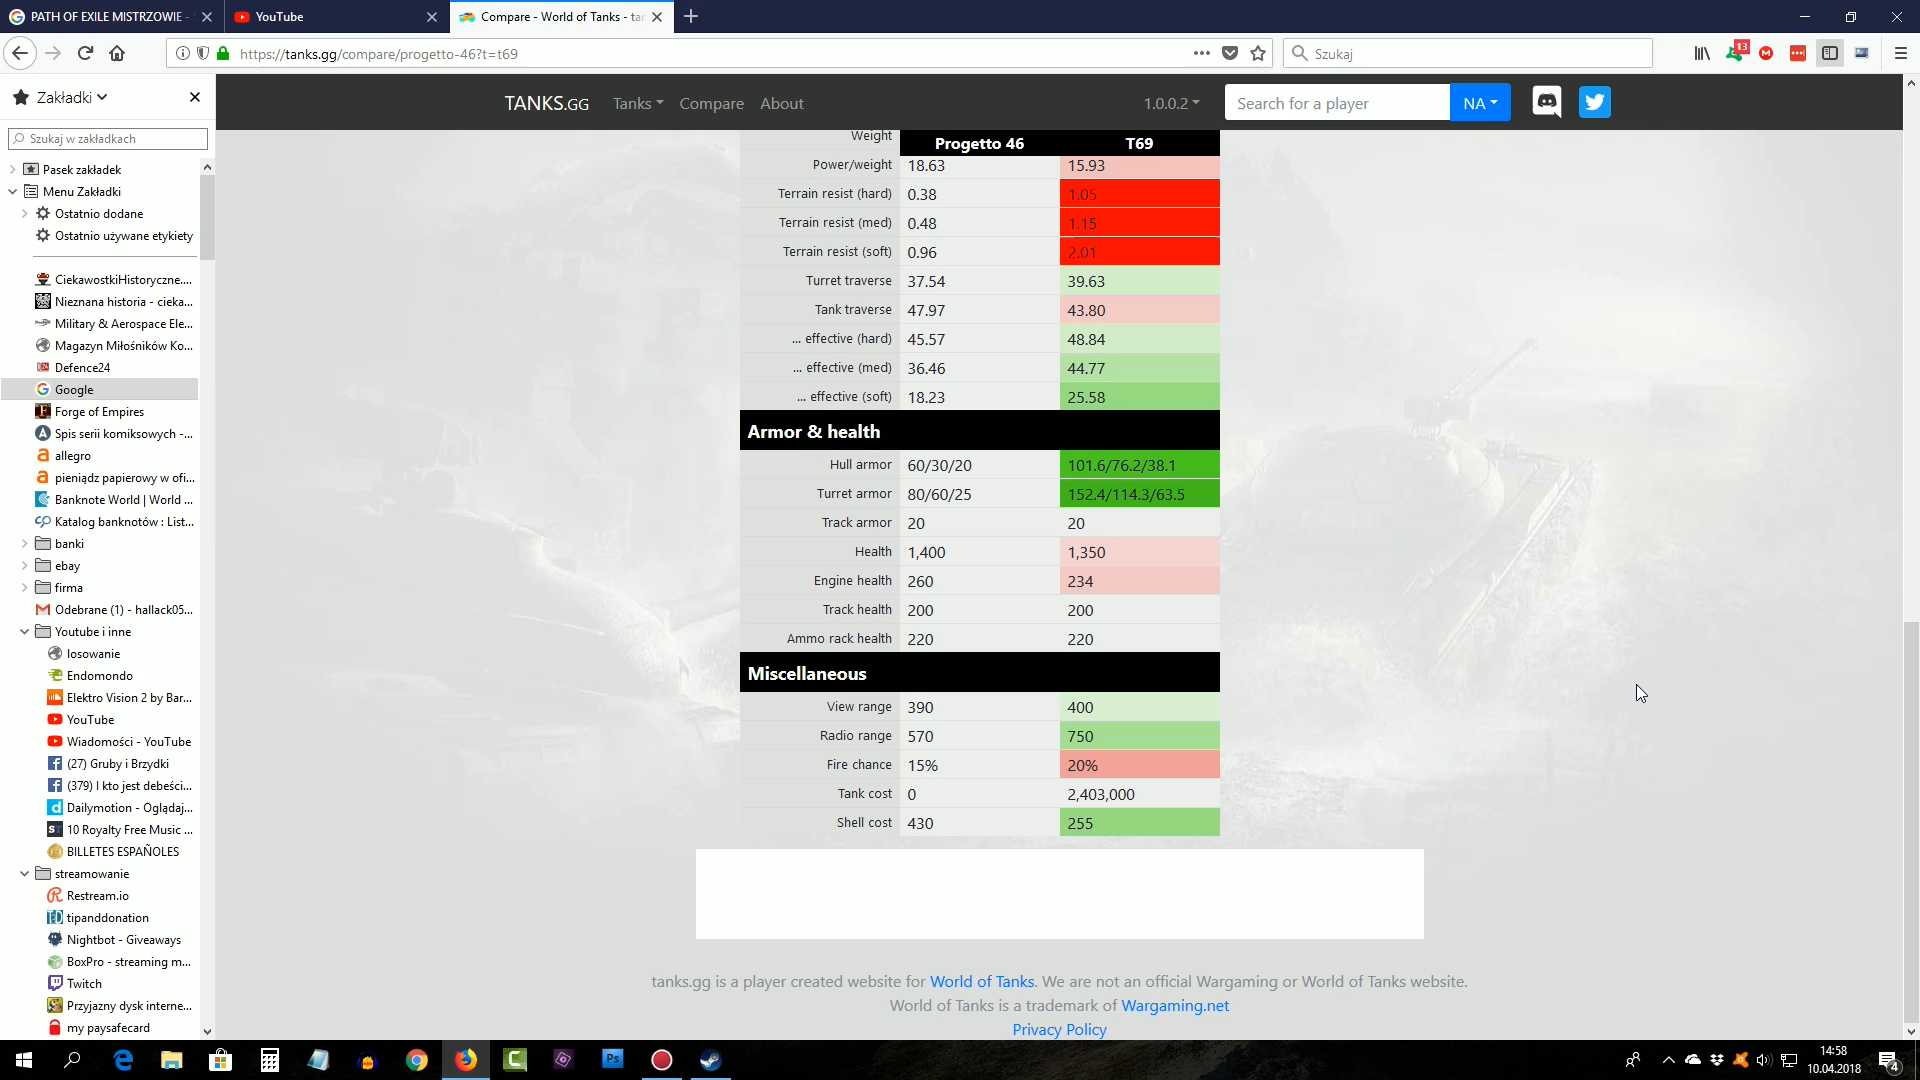 PATH OF EXILE MISTRZOWIE -
YouTube
Compare - World of Tanks - tan
https://tanks.gg/compare/progetto-46?t=t69
Szukaj
13
Zakładki
Szukaj w zakładkach
Pasek zakładek
Menu Zakładki
Ostatnio dodane
Ostatnio używane etykiety
CiekawostkiHistoryczne....
Nieznana historia - cieka...
Military & Aerospace Ele...
Magazyn Miłośników Ko...
Defence24
Google
Forge of Empires
Spis serii komiksowych -...
allegro
pieniądz papierowy w ofi...
Banknote World | World ...
Katalog banknotów : List...
banki
ebay
firma
Odebrane (1) - hallack05...
Youtube i inne
losowanie
Endomondo
Elektro Vision 2 by Bar...
YouTube
Wiadomości - YouTube
(27) Gruby i Brzydki
(379) I kto jest debeści...
Dailymotion - Oglądaj...
10 Royalty Free Music ...
BILLETES ESPAÑOLES
streamowanie
Restream.io
tipanddonation
Nightbot - Giveaways
BoxPro - streaming m...
Twitch
Przyjazny dysk interne...
my paysafecard
TANKS.GG Tanks Compare About 1.0.0.2 Search for a player NA
Weight Progetto 46 T69
Power/weight 18.63 15.93
Terrain resist (hard) 0.38 1.05
Terrain resist (med) 0.48 1.15
Terrain resist (soft) 0.96 2.01
Turret traverse 37.54 39.63
Tank traverse 47.97 43.80
... effective (hard) 45.57 48.84
... effective (med) 36.46 44.77
... effective (soft) 18.23 25.58
Armor & health
Hull armor 60/30/20 101.6/76.2/38.1
Turret armor 80/60/25 152.4/114.3/63.5
Track armor 20 20
Health 1,400 1,350
Engine health 260 234
Track health 200 200
Ammo rack health 220 220
Miscellaneous
View range 390 400
Radio range 570 750
Fire chance 15% 20%
Tank cost 0 2,403,000
Shell cost 430 255
tanks.gg is a player created website for World of Tanks. We are not an official Wargaming or World of Tanks website.
World of Tanks is a trademark of Wargaming.net
Privacy Policy
Ps
14:58
10.04.2018
4